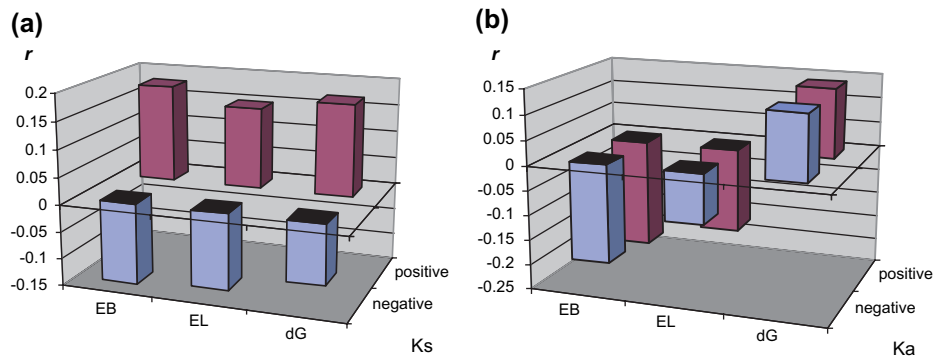 (a)
r
0.2
0.15
0.1
0.05
0
-0.05
-0.1
-0.15
EB
EL
dG
positive
negative
Ks
(b)
r
0.15
0.1
0.05
0
-0.05
-0.1
-0.15
-0.2
-0.25
EB
EL
dG
positive
negative
Ka